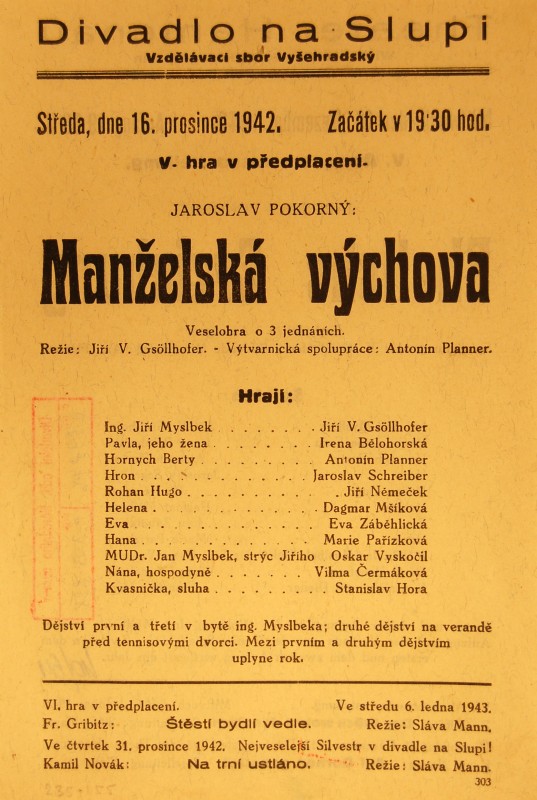 Divadlo na Slupi
Vzdělávací sbor Vyšehradský
Středa, dne 16. prosince 1942. Začátek v 19·30 hod.
V. hra v předplacení.
JAROSLAV POKORNÝ:
Manželská výchova
Veselohra o 3 jednáních.
Režie: Jiří V. Gsöllhofer. - Výtvarnická spolupráce: Antonín Planner.
Hrají:
Ing. Jiří Myslbek . . . . . . . . Jiří V. Gsöllhofer
Pavla, jeho žena . . . . . . . . Irena Bělohorská
Hornych Berty . . . . . . . . . Antonín Planner
Hron . . . . . . . . . . . . . Jaroslav Schreiber
Rohan Hugo . . . . . . . . . . . Jiří Němeček
Helena . . . . . . . . . . . . Dagmar Mšíková
Eva . . . . . . . . . . . . . Eva Záběhlická
Hana . . . . . . . . . . . . Marie Pařízková
MUDr. Jan Myslbek, strýc Jiřího Oskar Vyskočil
Nána, hospodyně . . . . . . . Vilma Čermáková
Kvasnička, sluha . . . . . . . . Stanislav Hora
Dějství první a třetí v bytě ing. Myslbeka; druhé dějství na verandě
před tennisovými dvorci. Mezi prvním a druhým dějstvím
uplyne rok.
VI. hra v předplacení. Ve středu 6. ledna 1943.
Fr. Gribitz: Štěstí bydlí vedle. Režie: Sláva Mann.
Ve čtvrtek 31. prosince 1942. Nejveselejší Silvestr v divadle na Slupi!
Kamil Novák: Na trní ustláno. Režie: Sláva Mann.
303